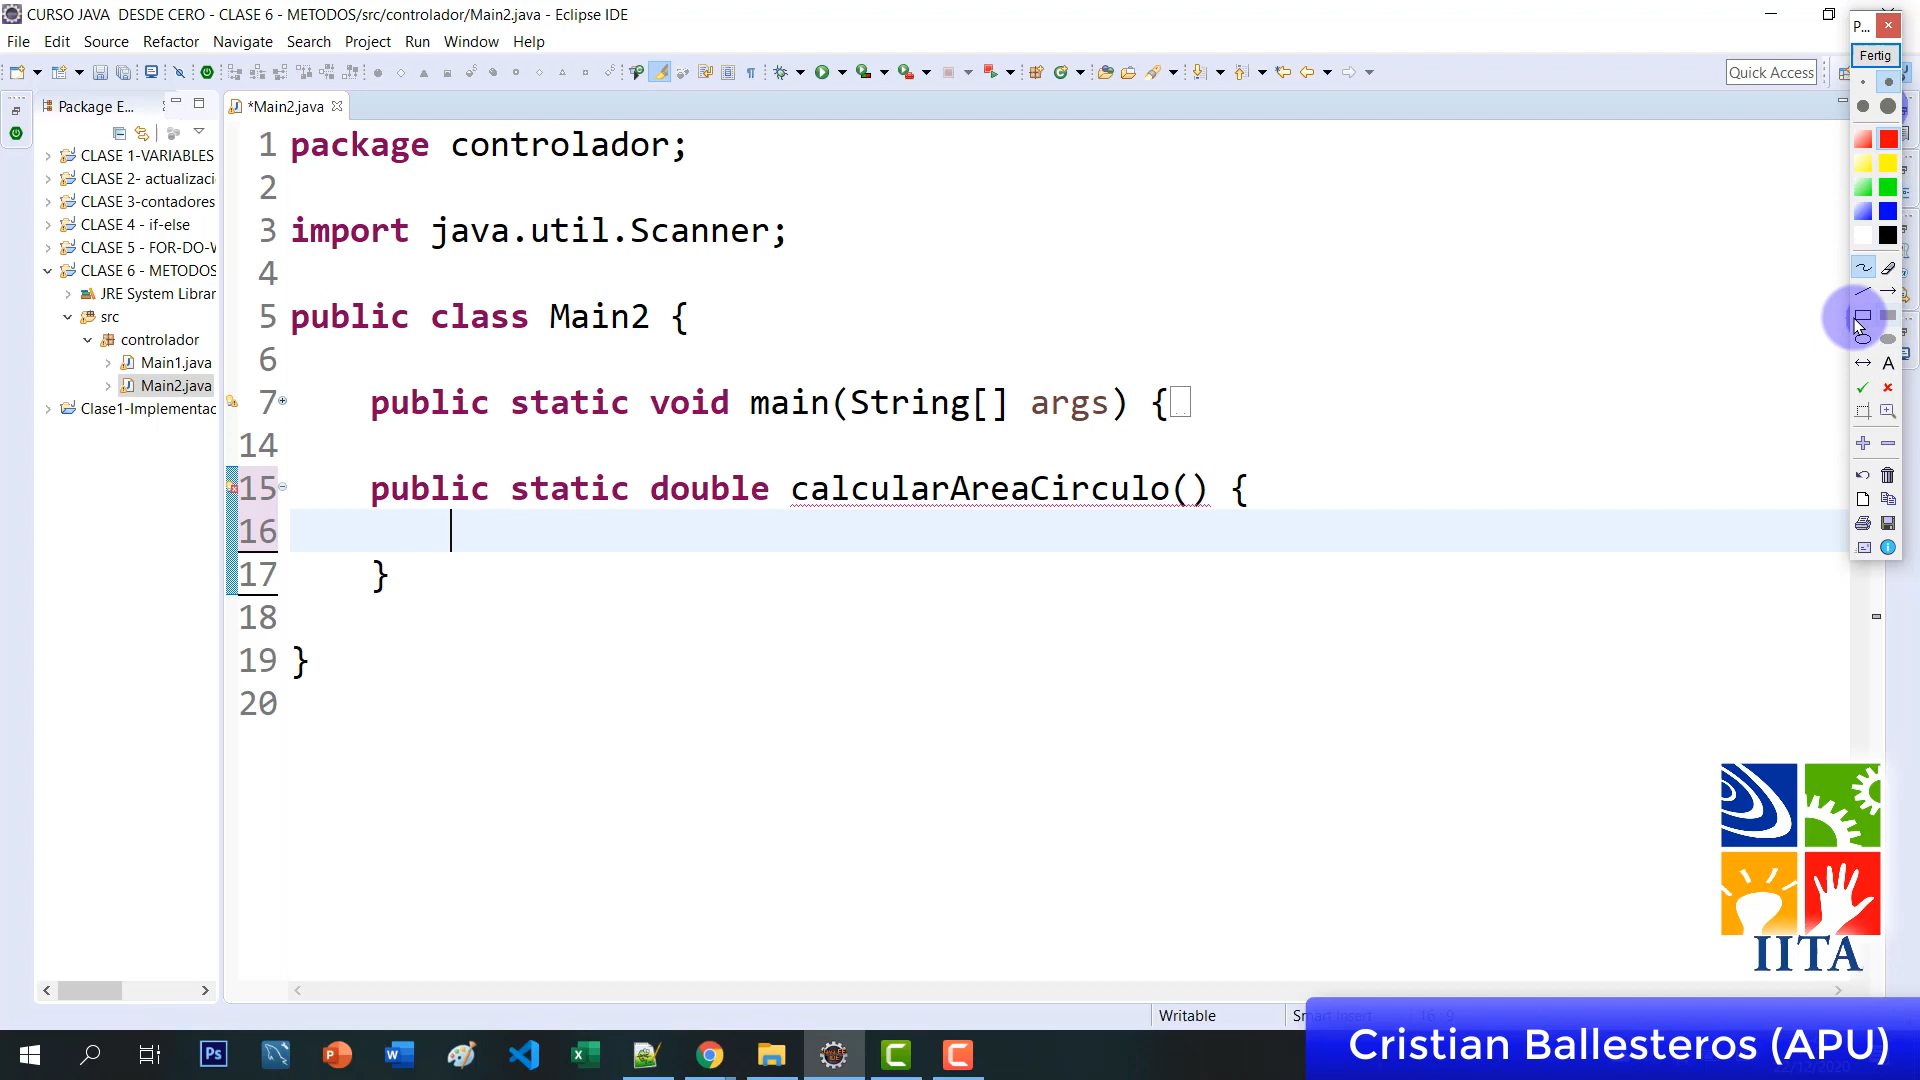 CURSO JAVA  DESDE CERO - CLASE 6 - METODOS/src/controlador/Main2.java - Eclipse IDE
File Edit Source Refactor Navigate Search Project Run Window Help
Quick Access
P...
Fertig
Package E...
*Main2.java
CLASE 1-VARIABLES
CLASE 2- actualizaci
CLASE 3-contadores
CLASE 4 - if-else
CLASE 5 - FOR-DO-W
CLASE 6 - METODOS
JRE System Librar
src
controlador
Main1.java
Main2.java
Clase1-Implementac
1 package controlador;
2
3 import java.util.Scanner;
4
5 public class Main2 {
6
7 public static void main(String[] args) {
14
15 public static double calcularAreaCirculo() {
16
17 }
18
19 }
20
A
IITA
Writable
Smart Insert
Cristian Ballesteros (APU)
Ps